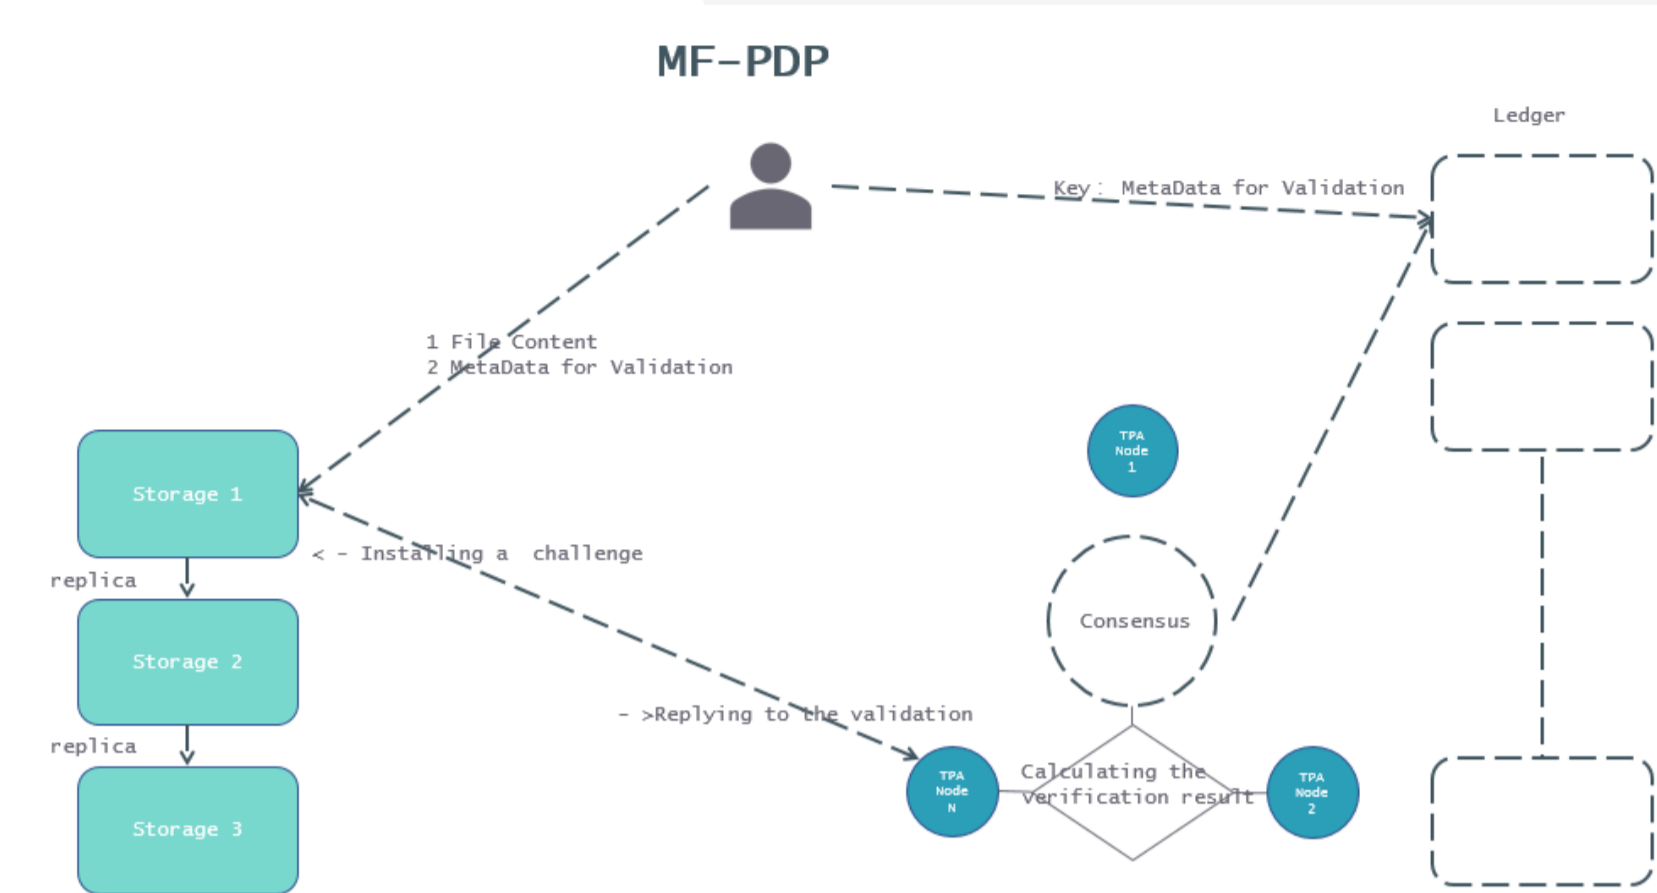 MF-PDP
Ledger
Key: MetaData for Validation
1 File Content
2 MetaData for Validation
TPA
Node
1
Storage 1
< - Installing a  challenge
replica
Consensus
Storage 2
- >Replying to the validation
replica
TPA
Node
N
Calculating the
verification result
TPA
Node
2
Storage 3